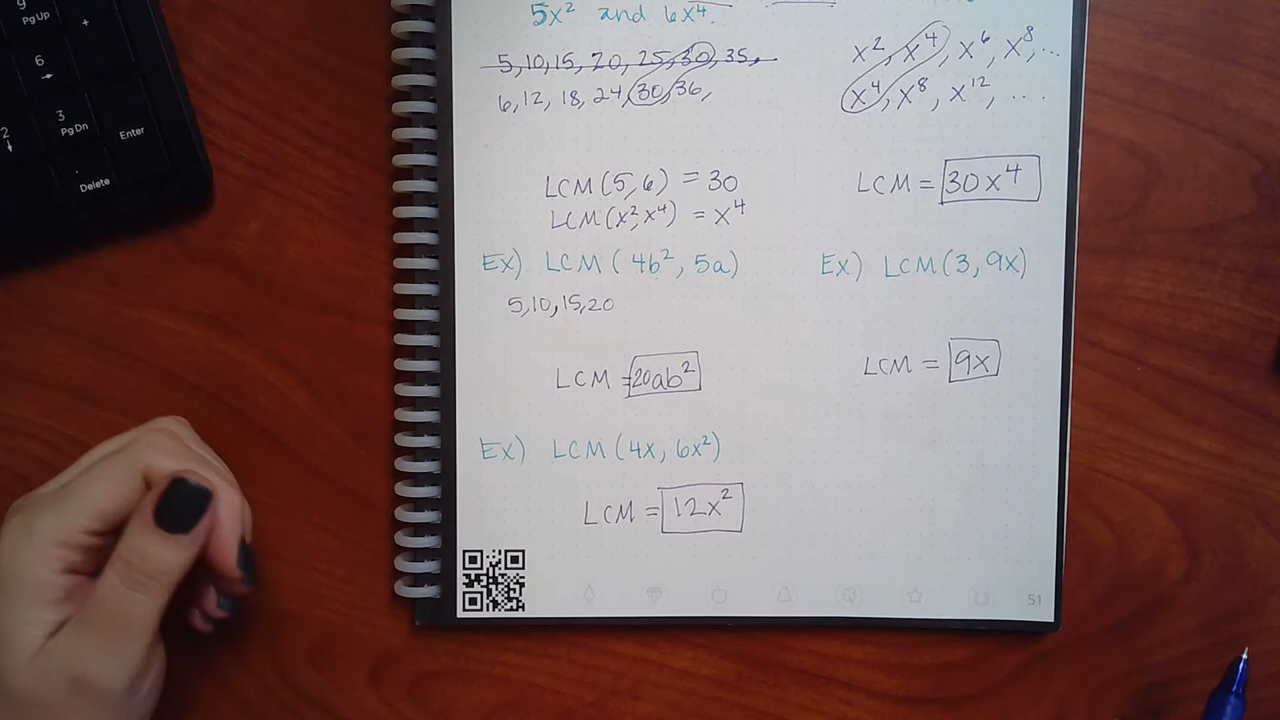 9
PgUp
+
6
→
3
PgDn
2
↓
Enter
Delete
5x² and 6x⁴
5,10,15,20,25,30,35,
6,12,18,24,30,36,
x²,x⁴,x⁶,x⁸,...
x⁴,x⁸,x¹²,...
LCM(5,6) = 30
LCM(x²,x⁴) = x⁴
LCM = 30x⁴
Ex) LCM(4b²,5a)
5,10,15,20
LCM = 20ab²
Ex) LCM(3,9x)
LCM = 9x
Ex) LCM(4x,6x²)
LCM = 12x²
51